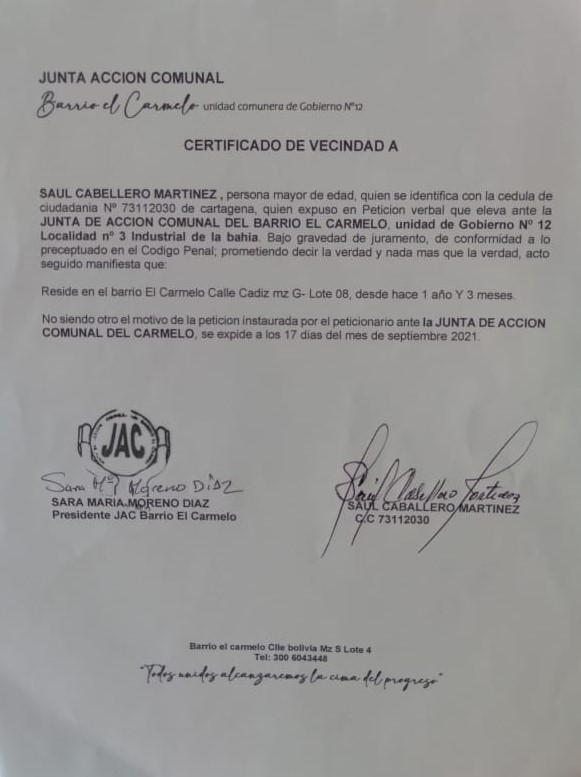 JUNTA ACCION COMUNAL
Barrio el Carmelo unidad comunera de Gobierno Nº12
CERTIFICADO DE VECINDAD A
SAUL CABELLERO MARTINEZ , persona mayor de edad, quien se identifica con la cedula de
ciudadania Nº 73112030 de cartagena, quien expuso en Peticion verbal que eleva ante la
JUNTA DE ACCION COMUNAL DEL BARRIO EL CARMELO, unidad de Gobierno Nº 12
Localidad nº 3 Industrial de la bahia. Bajo gravedad de juramento, de conformidad a lo
preceptuado en el Codigo Penal; prometiendo decir la verdad y nada mas que la verdad, acto
seguido manifiesta que:
Reside en el barrio El Carmelo Calle Cadiz mz G- Lote 08, desde hace 1 año Y 3 meses.
No siendo otro el motivo de la peticion instaurada por el peticionario ante la JUNTA DE ACCION
COMUNAL DEL CARMELO, se expide a los 17 dias del mes de septiembre 2021.
JAC
Sara Mª Moreno DiAZ
SARA MARIA MORENO DIAZ
Presidente JAC Barrio El Carmelo
Saul Caballero Martinez
SAUL CABALLERO MARTINEZ
C.C 73112030
Barrio el carmelo Clle bolivia Mz S Lote 4
Tel: 300 6043448
"Todos unidos alcanzaremos la cima del progreso"